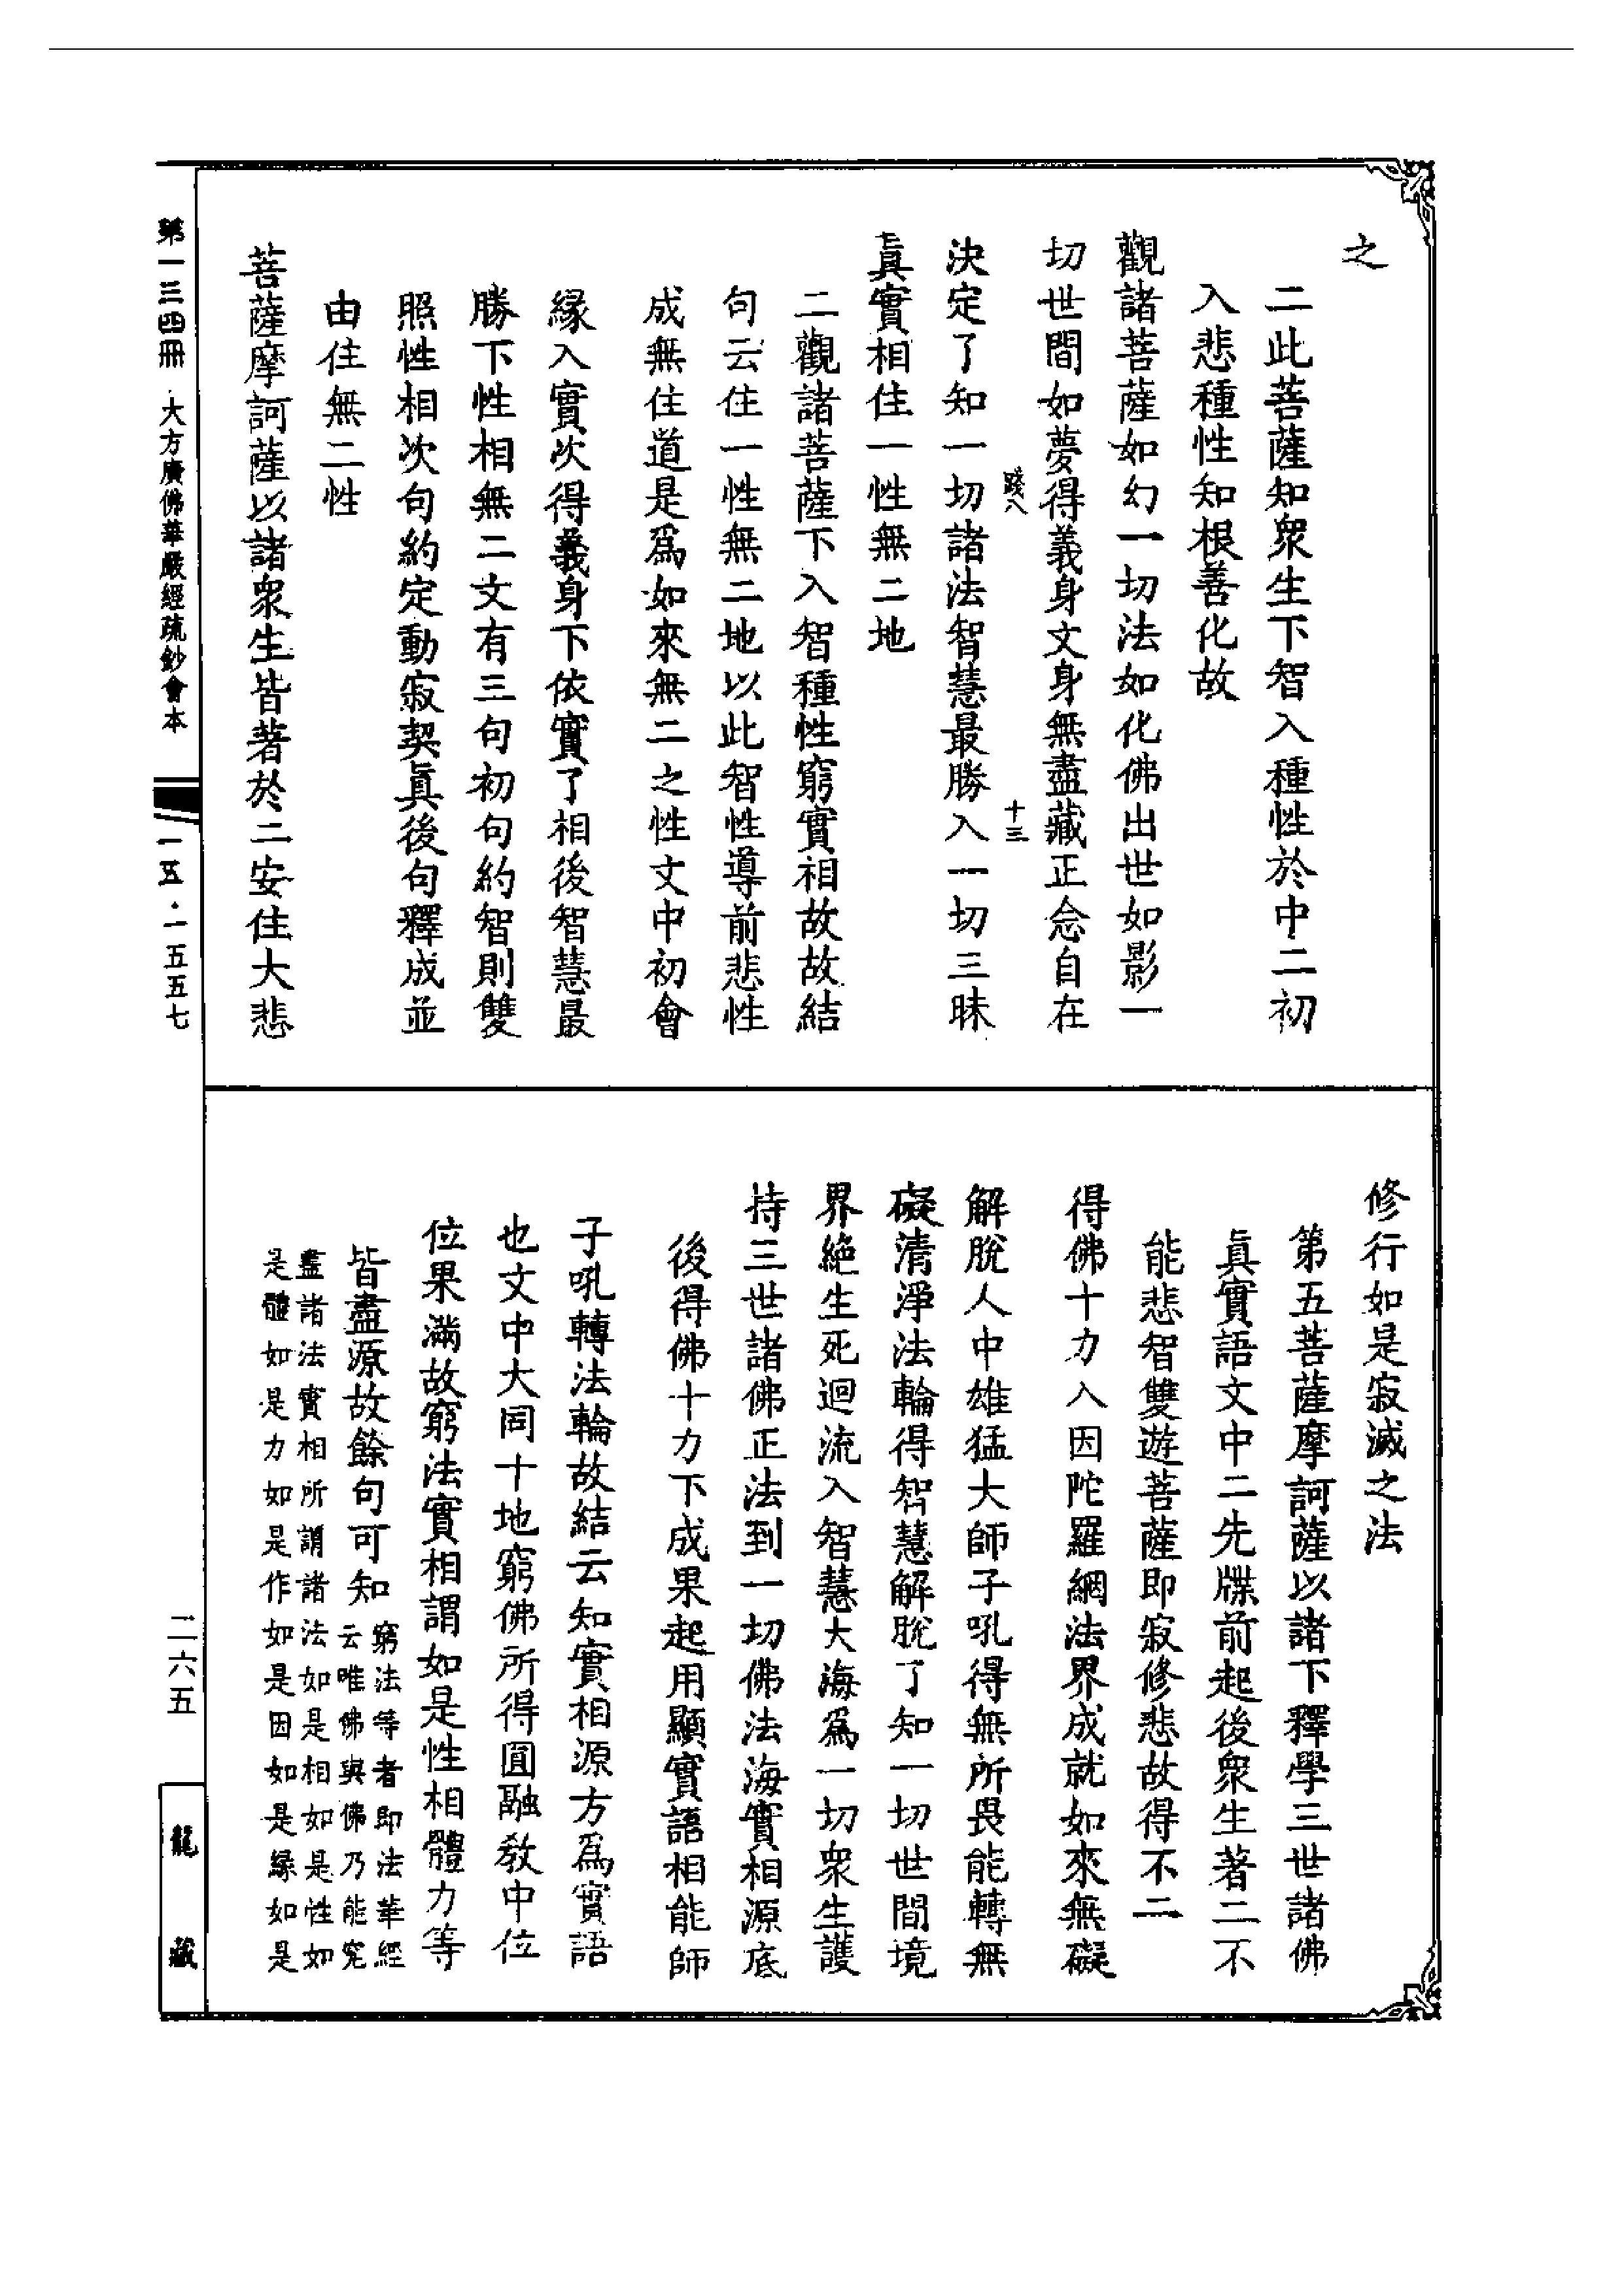 之
二此菩薩知衆生下智入種性於中二初
入悲種性知根善化故
觀諸菩薩如幻一切法如化佛出世如影一
切世間如夢得義身文身無盡藏正念自在
踐八
十三
決定了知一切諸法智慧最勝入一切三昧
眞實相住一性無二地
二觀諸菩薩下入智種性窮實相故故結
句云住一性無二地以此智性導前悲性
成無住道是爲如來無二之性文中初會
緣入實次得義身下依實了相後智慧最
勝下性相無二文有三句初句約智則雙
照性相次句約定動寂契眞後句釋成並
由住無二性
菩薩摩訶薩以諸衆生皆著於二安住大悲
修行如是寂滅之法
第五菩薩摩訶薩以諸下釋學三世諸佛
眞實語文中二先牒前起後衆生著二不
能悲智雙遊菩薩即寂修悲故得不二
得佛十力入因陀羅網法界成就如來無礙
解脫人中雄猛大師子吼得無所畏能轉無
礙清淨法輪得智慧解脫了知一切世間境
界絕生死迴流入智慧大海爲一切衆生護
持三世諸佛正法到一切佛法海實相源底
後得佛十力下成果起用顯實語相能師
子吼轉法輪故結云知實相源方爲實語
也文中大同十地窮佛所得圓融教中位
位果滿故窮法實相謂如是性相體力等
皆盡源故餘句可知窮法等者即法華經
云唯佛與佛乃能究
盡諸法實相所謂諸法如是相如是性如
是體如是力如是作如是因如是緣如是
第一三四冊 大方廣佛華嚴經疏鈔會本
一五·一五五七
二六五
龍藏